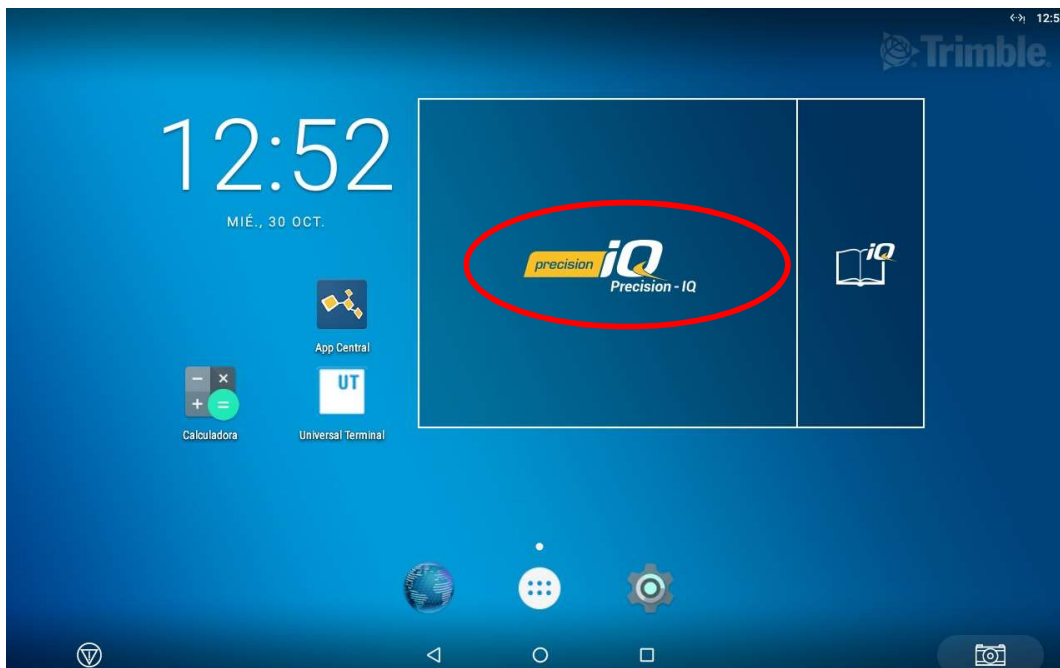 12:5
Trimble.
12:52
MIÉ., 30 OCT.
precision iQ
Precision - IQ
iQ
App Central
UT
Calculadora
Universal Terminal